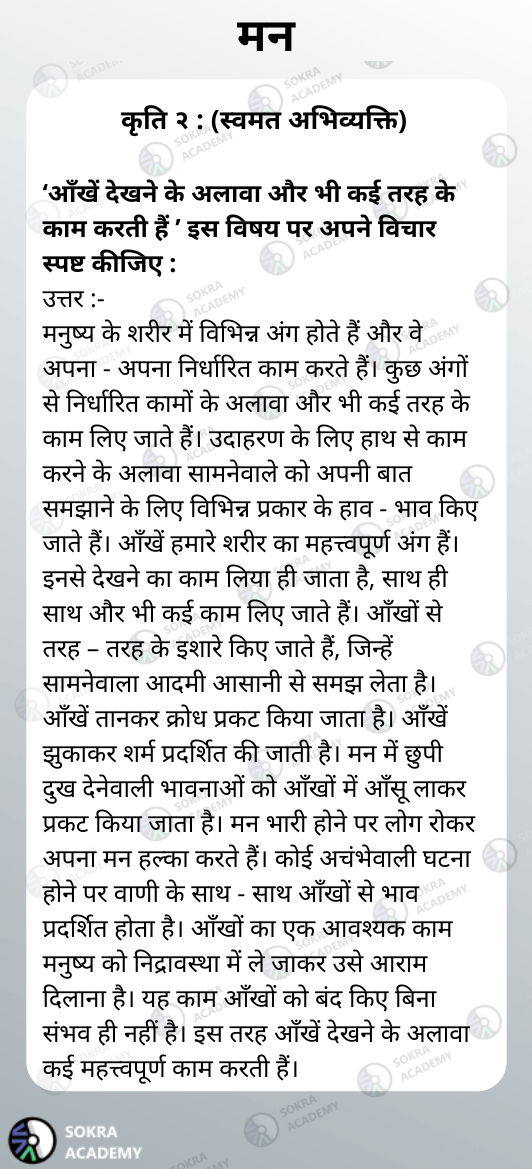 मन
कृति २ : (स्वमत अभिव्यक्ति)
‘आँखें देखने के अलावा और भी कई तरह के
काम करती हैं ’ इस विषय पर अपने विचार
स्पष्ट कीजिए :
उत्तर :-
मनुष्य के शरीर में विभिन्न अंग होते हैं और वे
अपना - अपना निर्धारित काम करते हैं। कुछ अंगों
से निर्धारित कामों के अलावा और भी कई तरह के
काम लिए जाते हैं। उदाहरण के लिए हाथ से काम
करने के अलावा सामनेवाले को अपनी बात
समझाने के लिए विभिन्न प्रकार के हाव - भाव किए
जाते हैं। आँखें हमारे शरीर का महत्त्वपूर्ण अंग हैं।
इनसे देखने का काम लिया ही जाता है, साथ ही
साथ और भी कई काम लिए जाते हैं। आँखों से
तरह – तरह के इशारे किए जाते हैं, जिन्हें
सामनेवाला आदमी आसानी से समझ लेता है।
आँखें तानकर क्रोध प्रकट किया जाता है। आँखें
झुकाकर शर्म प्रदर्शित की जाती है। मन में छुपी
दुख देनेवाली भावनाओं को आँखों में आँसू लाकर
प्रकट किया जाता है। मन भारी होने पर लोग रोकर
अपना मन हल्का करते हैं। कोई अचंभेवाली घटना
होने पर वाणी के साथ - साथ आँखों से भाव
प्रदर्शित होता है। आँखों का एक आवश्यक काम
मनुष्य को निद्रावस्था में ले जाकर उसे आराम
दिलाना है। यह काम आँखों को बंद किए बिना
संभव ही नहीं है। इस तरह आँखें देखने के अलावा
कई महत्त्वपूर्ण काम करती हैं।
SOKRA
ACADEMY